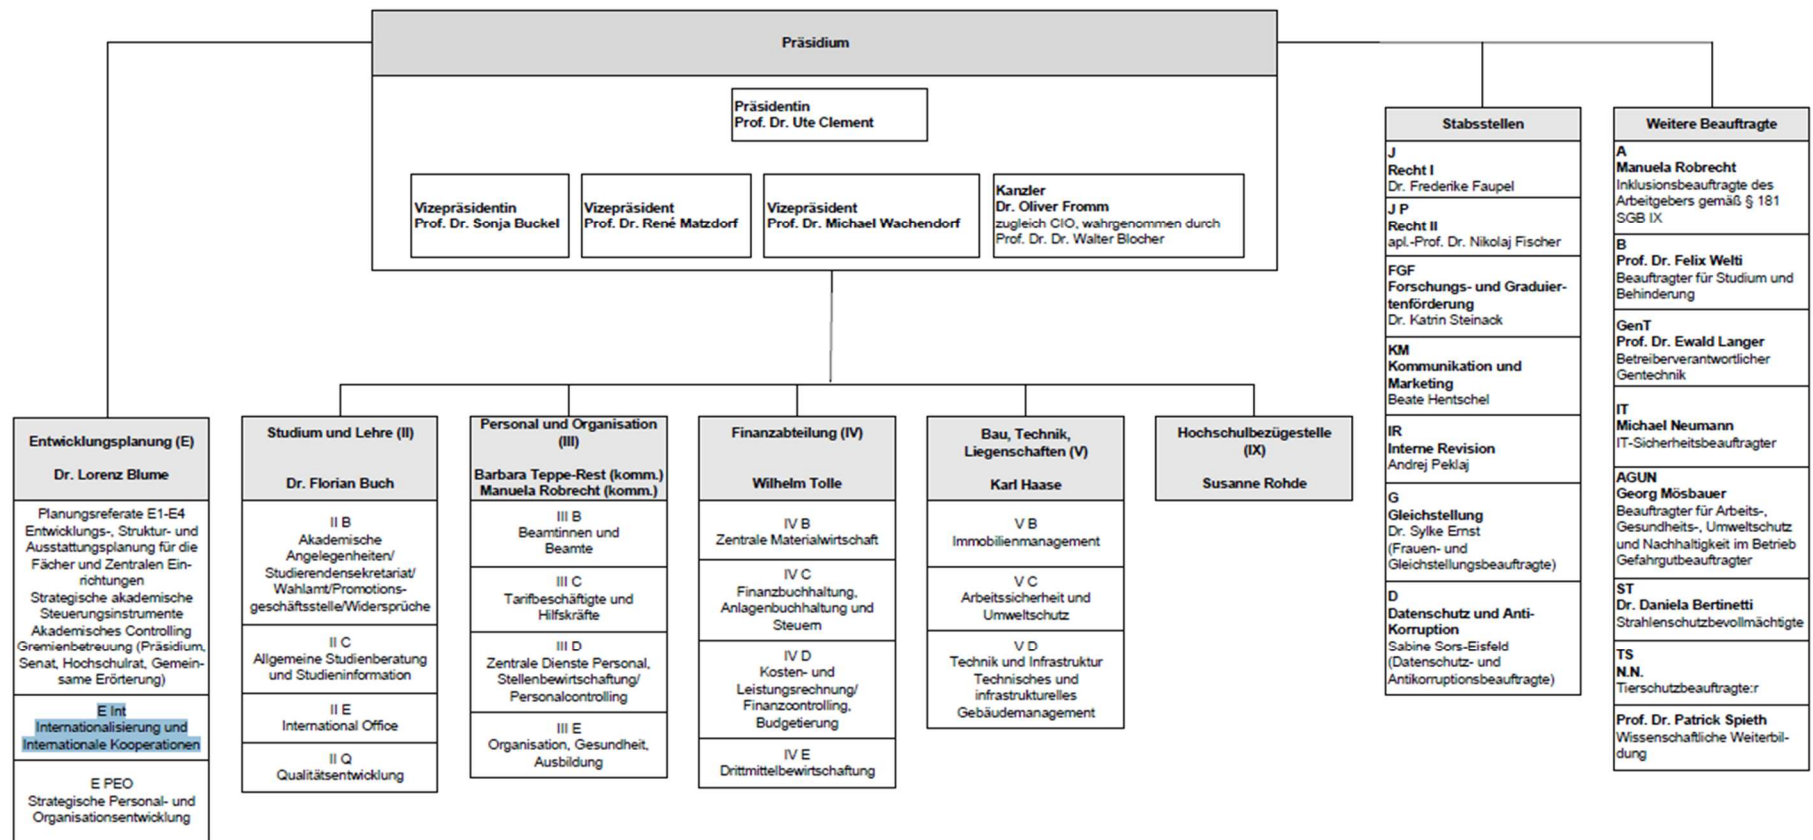 Präsidium
Präsidentin
Prof. Dr. Ute Clement
Vizepräsidentin
Prof. Dr. Sonja Buckel
Vizepräsident
Prof. Dr. René Matzdorf
Vizepräsident
Prof. Dr. Michael Wachendorf
Kanzler
Dr. Oliver Fromm
zugleich CIO, wahrgenommen durch
Prof. Dr. Dr. Walter Blocher
Entwicklungsplanung (E)
Dr. Lorenz Blume
Planungsreferate E1-E4
Entwicklungs-, Struktur- und
Ausstattungsplanung für die
Fächer und Zentralen Ein-
richtungen
Strategische akademische
Steuerungsinstrumente
Akademisches Controlling
Gremienbetreuung (Präsidium,
Senat, Hochschulrat, Gemein-
same Erörterung)
E Int
Internationalisierung und
Internationale Kooperationen
E PEO
Strategische Personal- und
Organisationsentwicklung
Studium und Lehre (II)
Dr. Florian Buch
II B
Akademische
Angelegenheiten/
Studierendensekretariat/
Wahlamt/Promotions-
geschäftsstelle/Widersprüche
II C
Allgemeine Studienberatung
und Studieninformation
II E
International Office
II Q
Qualitätsentwicklung
Personal und Organisation
(III)
Barbara Teppe-Rest (komm.)
Manuela Robrecht (komm.)
III B
Beamtinnen und
Beamte
III C
Tarifbeschäftigte und
Hilfskräfte
III D
Zentrale Dienste Personal,
Stellenbewirtschaftung/
Personalcontrolling
III E
Organisation, Gesundheit,
Ausbildung
Finanzabteilung (IV)
Wilhelm Tolle
IV B
Zentrale Materialwirtschaft
IV C
Finanzbuchhaltung,
Anlagenbuchhaltung und
Steuern
IV D
Kosten- und
Leistungsrechnung/
Finanzcontrolling,
Budgetierung
IV E
Drittmittelbewirtschaftung
Bau, Technik,
Liegenschaften (V)
Karl Haase
V B
Immobilienmanagement
V C
Arbeitssicherheit und
Umweltschutz
V D
Technik und Infrastruktur
Technisches und
infrastrukturelles
Gebäudemanagement
Hochschulbezügestelle
(IX)
Susanne Rohde
Stabsstellen
J
Recht I
Dr. Frederike Faupel
J P
Recht II
apl.-Prof. Dr. Nikolaj Fischer
FGF
Forschungs- und Graduier-
tenförderung
Dr. Katrin Steinack
KM
Kommunikation und
Marketing
Beate Hentschel
IR
Interne Revision
Andrej Peklaj
G
Gleichstellung
Dr. Sylke Ernst
(Frauen- und
Gleichstellungsbeauftragte)
D
Datenschutz und Anti-
Korruption
Sabine Sors-Eisfeld
(Datenschutz- und
Antikorruptionsbeauftragte)
Weitere Beauftragte
A
Manuela Robrecht
Inklusionsbeauftragte des
Arbeitgebers gemäß § 181
SGB IX
B
Prof. Dr. Felix Welti
Beauftragter für Studium und
Behinderung
GenT
Prof. Dr. Ewald Langer
Betreiberverantwortlicher
Gentechnik
IT
Michael Neumann
IT-Sicherheitsbeauftragter
AGUN
Georg Mösbauer
Beauftragter für Arbeits-,
Gesundheits-, Umweltschutz
und Nachhaltigkeit im Betrieb
Gefahrgutbeauftragter
ST
Dr. Daniela Bertinetti
Strahlenschutzbevollmächtigte
TS
N.N.
Tierschutzbeauftragte:r
Prof. Dr. Patrick Spieth
Wissenschaftliche Weiterbil-
dung